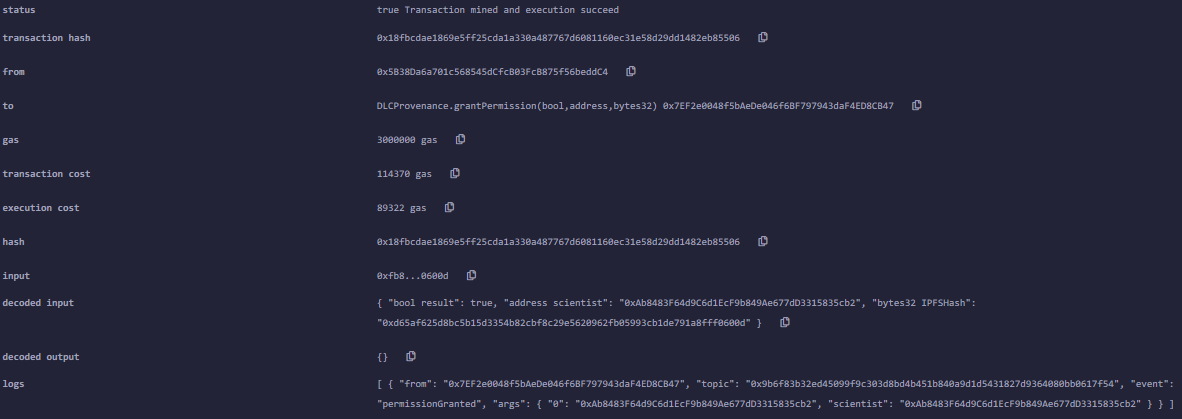 status true Transaction mined and execution succeed
transaction hash 0x18fbcdae1869e5ff25cda1a330a487767d6081160ec31e58d29dd1482eb85506
from 0x5B38Da6a701c568545dCfcB03FcB875f56beddC4
to DLCProvenance.grantPermission(bool,address,bytes32) 0x7EF2e0048f5bAeDe046f6BF797943daF4ED8CB47
gas 3000000 gas
transaction cost 114370 gas
execution cost 89322 gas
hash 0x18fbcdae1869e5ff25cda1a330a487767d6081160ec31e58d29dd1482eb85506
input 0xfb8...0600d
decoded input { "bool result": true, "address scientist": "0xAb8483F64d9C6d1EcF9b849Ae677dD3315835cb2", "bytes32 IPFSHash":
"0xd65af625d8bc5b15d3354b82cbf8c29e5620962fb05993cb1de791a8fff0600d" }
decoded output {}
logs [ { "from": "0x7EF2e0048f5bAeDe046f6BF797943daF4ED8CB47", "topic": "0x9b6f83b32ed45099f9c303d8bd4b451b840a9d1d5431827d9364080bb0617f54", "event":
"permissionGranted", "args": { "0": "0xAb8483F64d9C6d1EcF9b849Ae677dD3315835cb2", "scientist": "0xAb8483F64d9C6d1EcF9b849Ae677dD3315835cb2" } } ]